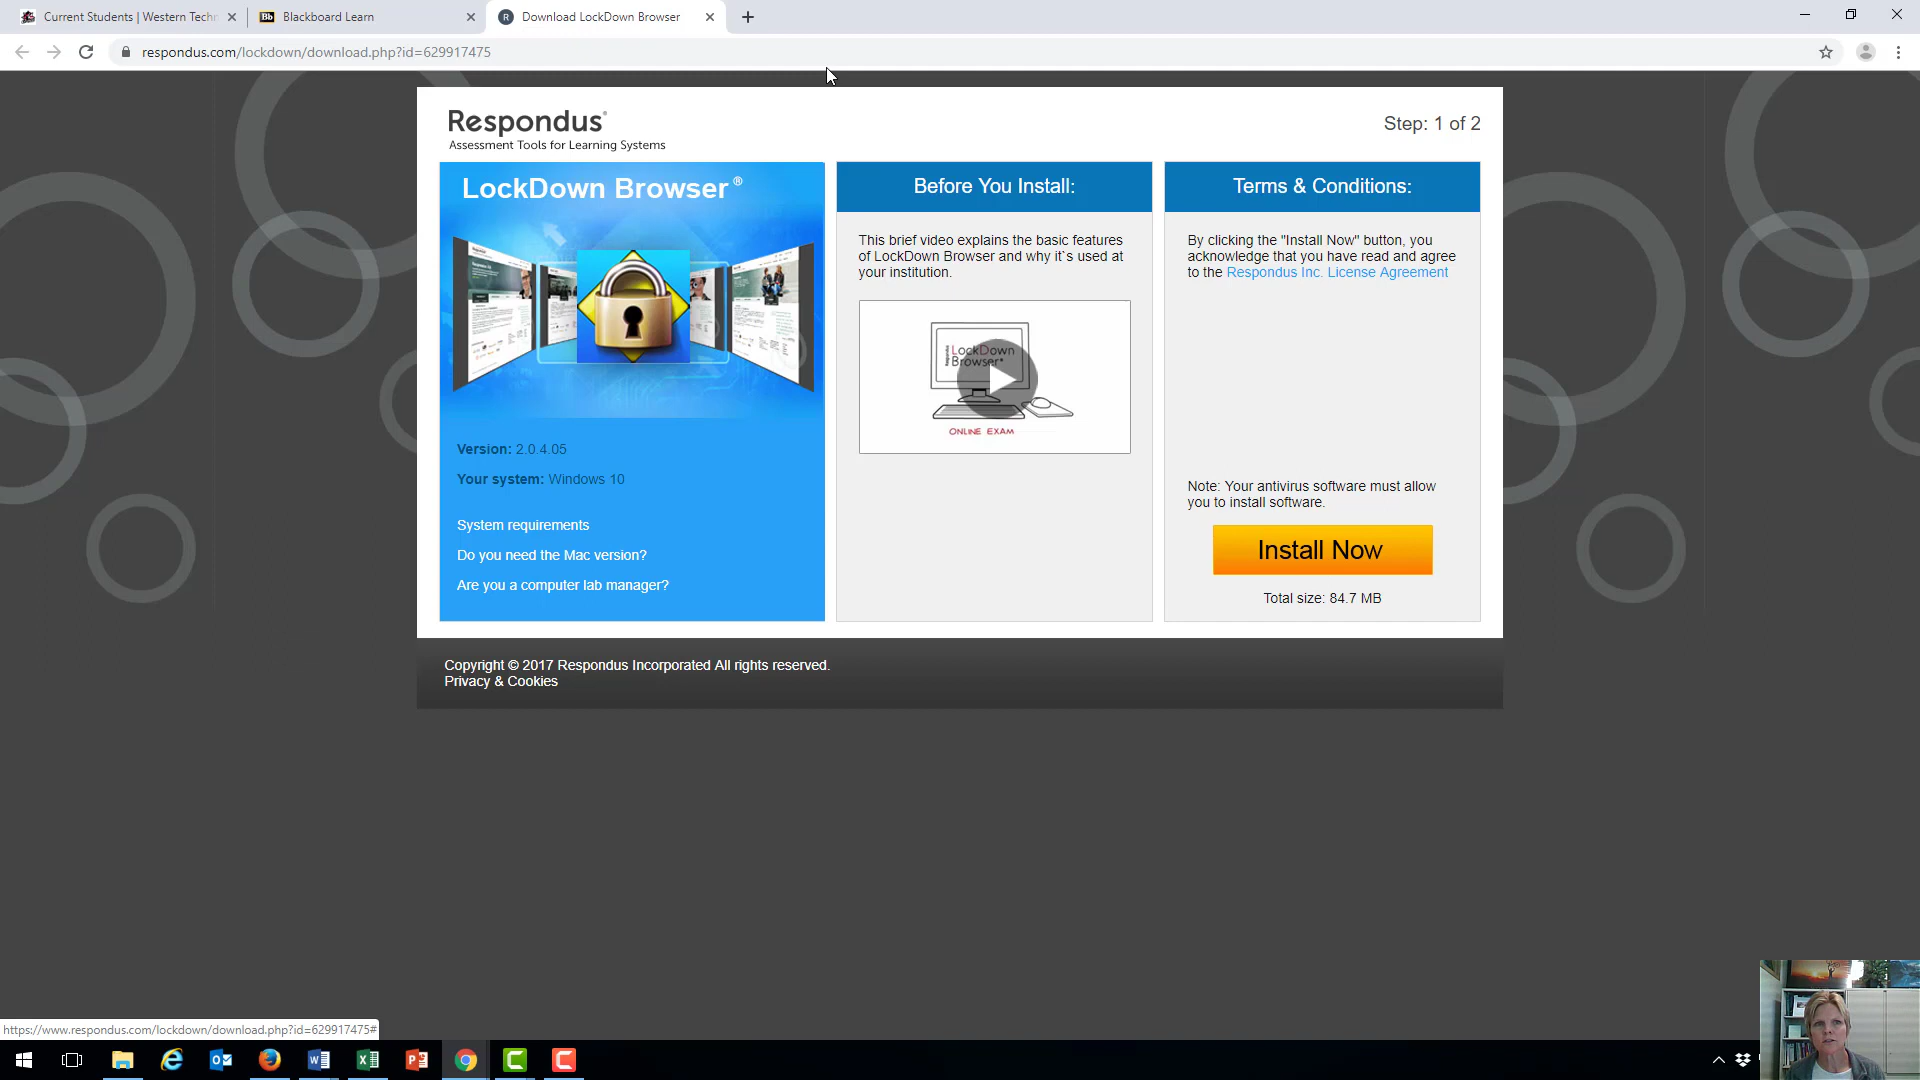 Current Students | Western Techn
Blackboard Learn
Download LockDown Browser
respondus.com/lockdown/download.php?id=629917475
Respondus®
Assessment Tools for Learning Systems
Step: 1 of 2
LockDown Browser®
Version: 2.0.4.05
Your system: Windows 10
System requirements
Do you need the Mac version?
Are you a computer lab manager?
Before You Install:
This brief video explains the basic features
of LockDown Browser and why it`s used at
your institution.
LockDown
Browser
ONLINE EXAM
Terms & Conditions:
By clicking the "Install Now" button, you
acknowledge that you have read and agree
to the Respondus Inc. License Agreement
Note: Your antivirus software must allow
you to install software.
Install Now
Total size: 84.7 MB
Copyright © 2017 Respondus Incorporated All rights reserved.
Privacy & Cookies
https://www.respondus.com/lockdown/download.php?id=629917475#